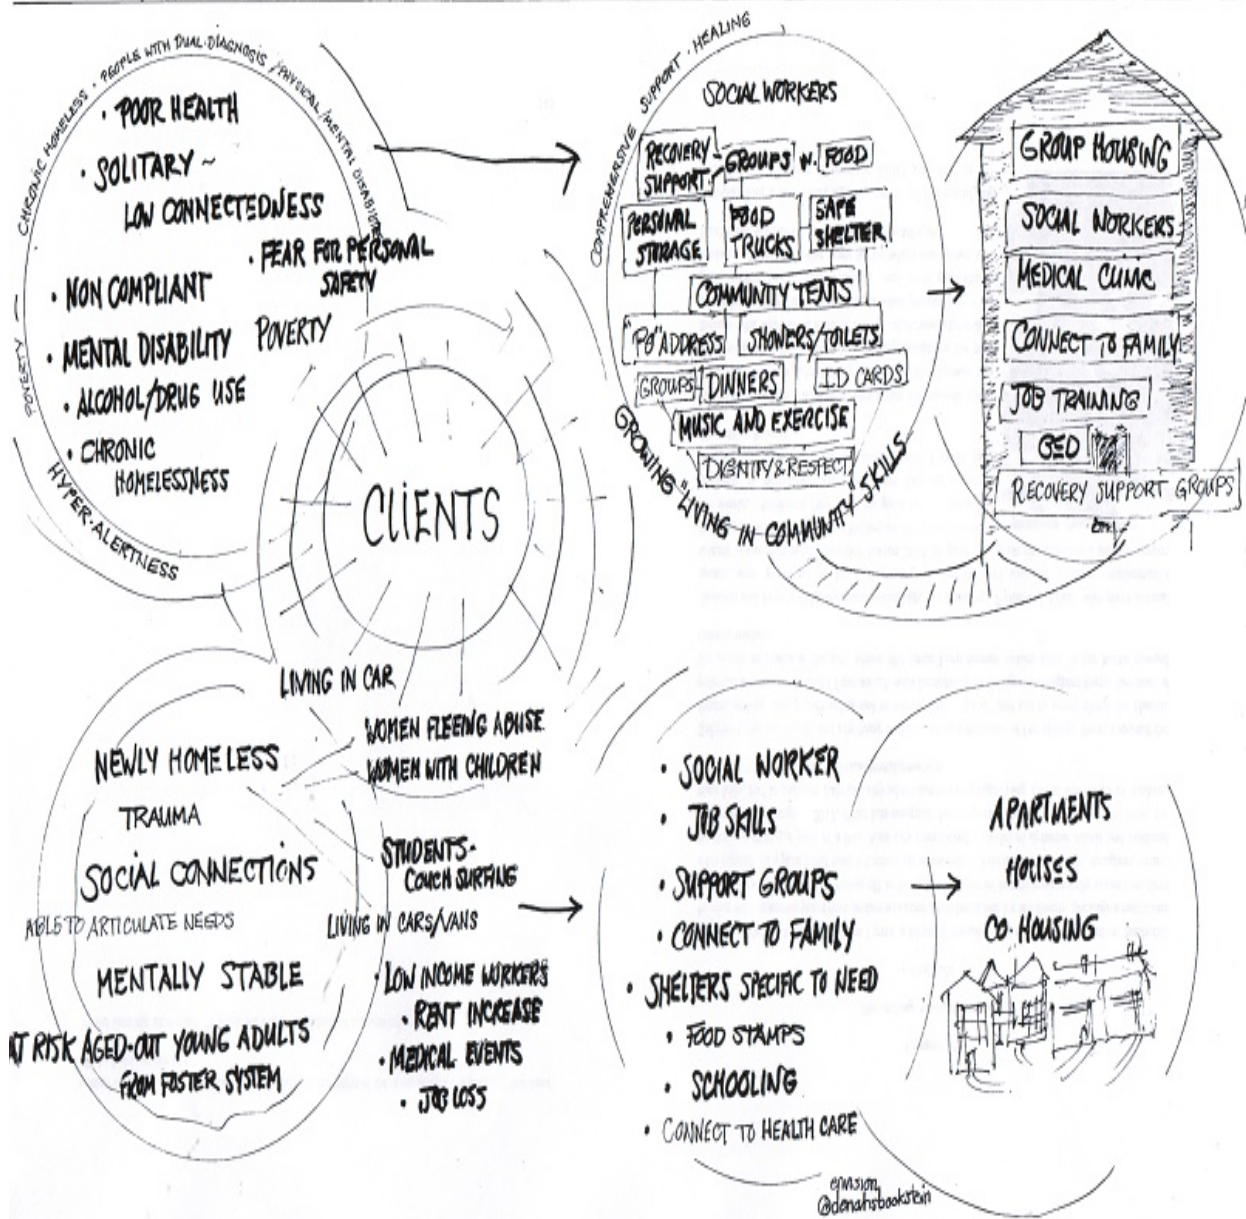 CHRONIC HOMELESS · PEOPLE WITH DUAL·DIAGNOSIS / PHYSICAL/MENTAL DISABILITIES
POVERTY
HYPER·ALERTNESS
· POOR HEALTH
· SOLITARY ~
LOW CONNECTEDNESS
· FEAR FOR PERSONAL
SAFETY
· NON COMPLIANT
POVERTY
· MENTAL DISABILITY
· ALCOHOL/DRUG USE
· CHRONIC
HOMELESSNESS
CLIENTS
COMPREHENSIVE SUPPORT · HEALING
SOCIAL WORKERS
RECOVERY
SUPPORT
GROUPS W. FOOD
PERSONAL
STORAGE
FOOD
TRUCKS
SAFE
SHELTER
COMMUNITY TENTS
"PO" ADDRESS
SHOWERS/TOILETS
GROUPS
DINNERS
ID CARDS
MUSIC AND EXERCISE
DIGNITY & RESPECT
GROWING "LIVING IN COMMUNITY" SKILLS
GROUP HOUSING
SOCIAL WORKERS
MEDICAL CLINIC
CONNECT TO FAMILY
JOB TRAINING
GED
RECOVERY SUPPORT GROUPS
LIVING IN CAR
WOMEN FLEEING ABUSE
WOMEN WITH CHILDREN
NEWLY HOMELESS
TRAUMA
SOCIAL CONNECTIONS
ABLE TO ARTICULATE NEEDS
MENTALLY STABLE
AT RISK AGED-OUT YOUNG ADULTS
FROM FOSTER SYSTEM
STUDENTS-
COUCH SURFING
LIVING IN CARS/VANS
· LOW INCOME WORKERS
· RENT INCREASE
· MEDICAL EVENTS
· JOB LOSS
· SOCIAL WORKER
· JOB SKILLS
· SUPPORT GROUPS
· CONNECT TO FAMILY
· SHELTERS SPECIFIC TO NEED
· FOOD STAMPS
· SCHOOLING
· CONNECT TO HEALTH CARE
APARTMENTS
HOUSES
CO·HOUSING
envision
@denahsbookstein